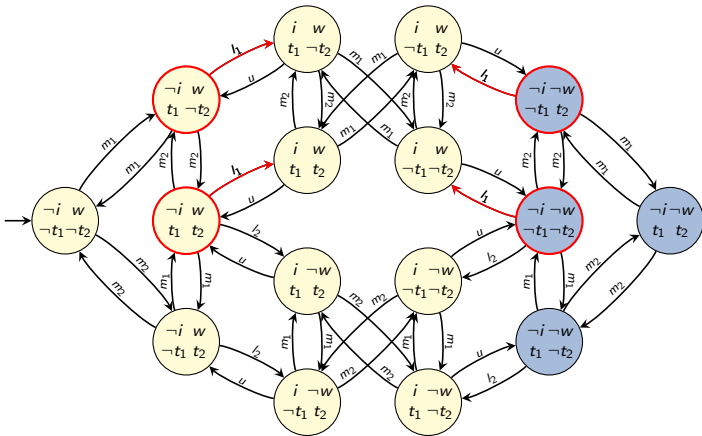 i w
t₁ ¬t₂
i w
¬t₁ t₂
l₁
u
m₁
m₁
u
l₁
¬i w
t₁ ¬t₂
m₂
m₂
m₂
m₂
¬i ¬w
¬t₁ t₂
m₁
m₁
m₂
m₂
i w
t₁ t₂
m₁
m₁
i w
¬t₁ ¬t₂
m₂
m₂
m₁
m₁
l₁
u
u
l₁
¬i w
¬t₁ ¬t₂
¬i w
t₁ t₂
¬i ¬w
¬t₁ ¬t₂
¬i ¬w
t₁ t₂
l₂
u
u
l₂
m₂
m₂
m₁
m₁
i ¬w
t₁ t₂
m₂
m₂
i ¬w
¬t₁ ¬t₂
m₁
m₁
m₂
m₂
¬i w
¬t₁ t₂
m₁
m₁
m₁
m₁
¬i ¬w
t₁ ¬t₂
l₂
u
m₂
m₂
u
l₂
i ¬w
¬t₁ t₂
i ¬w
t₁ ¬t₂